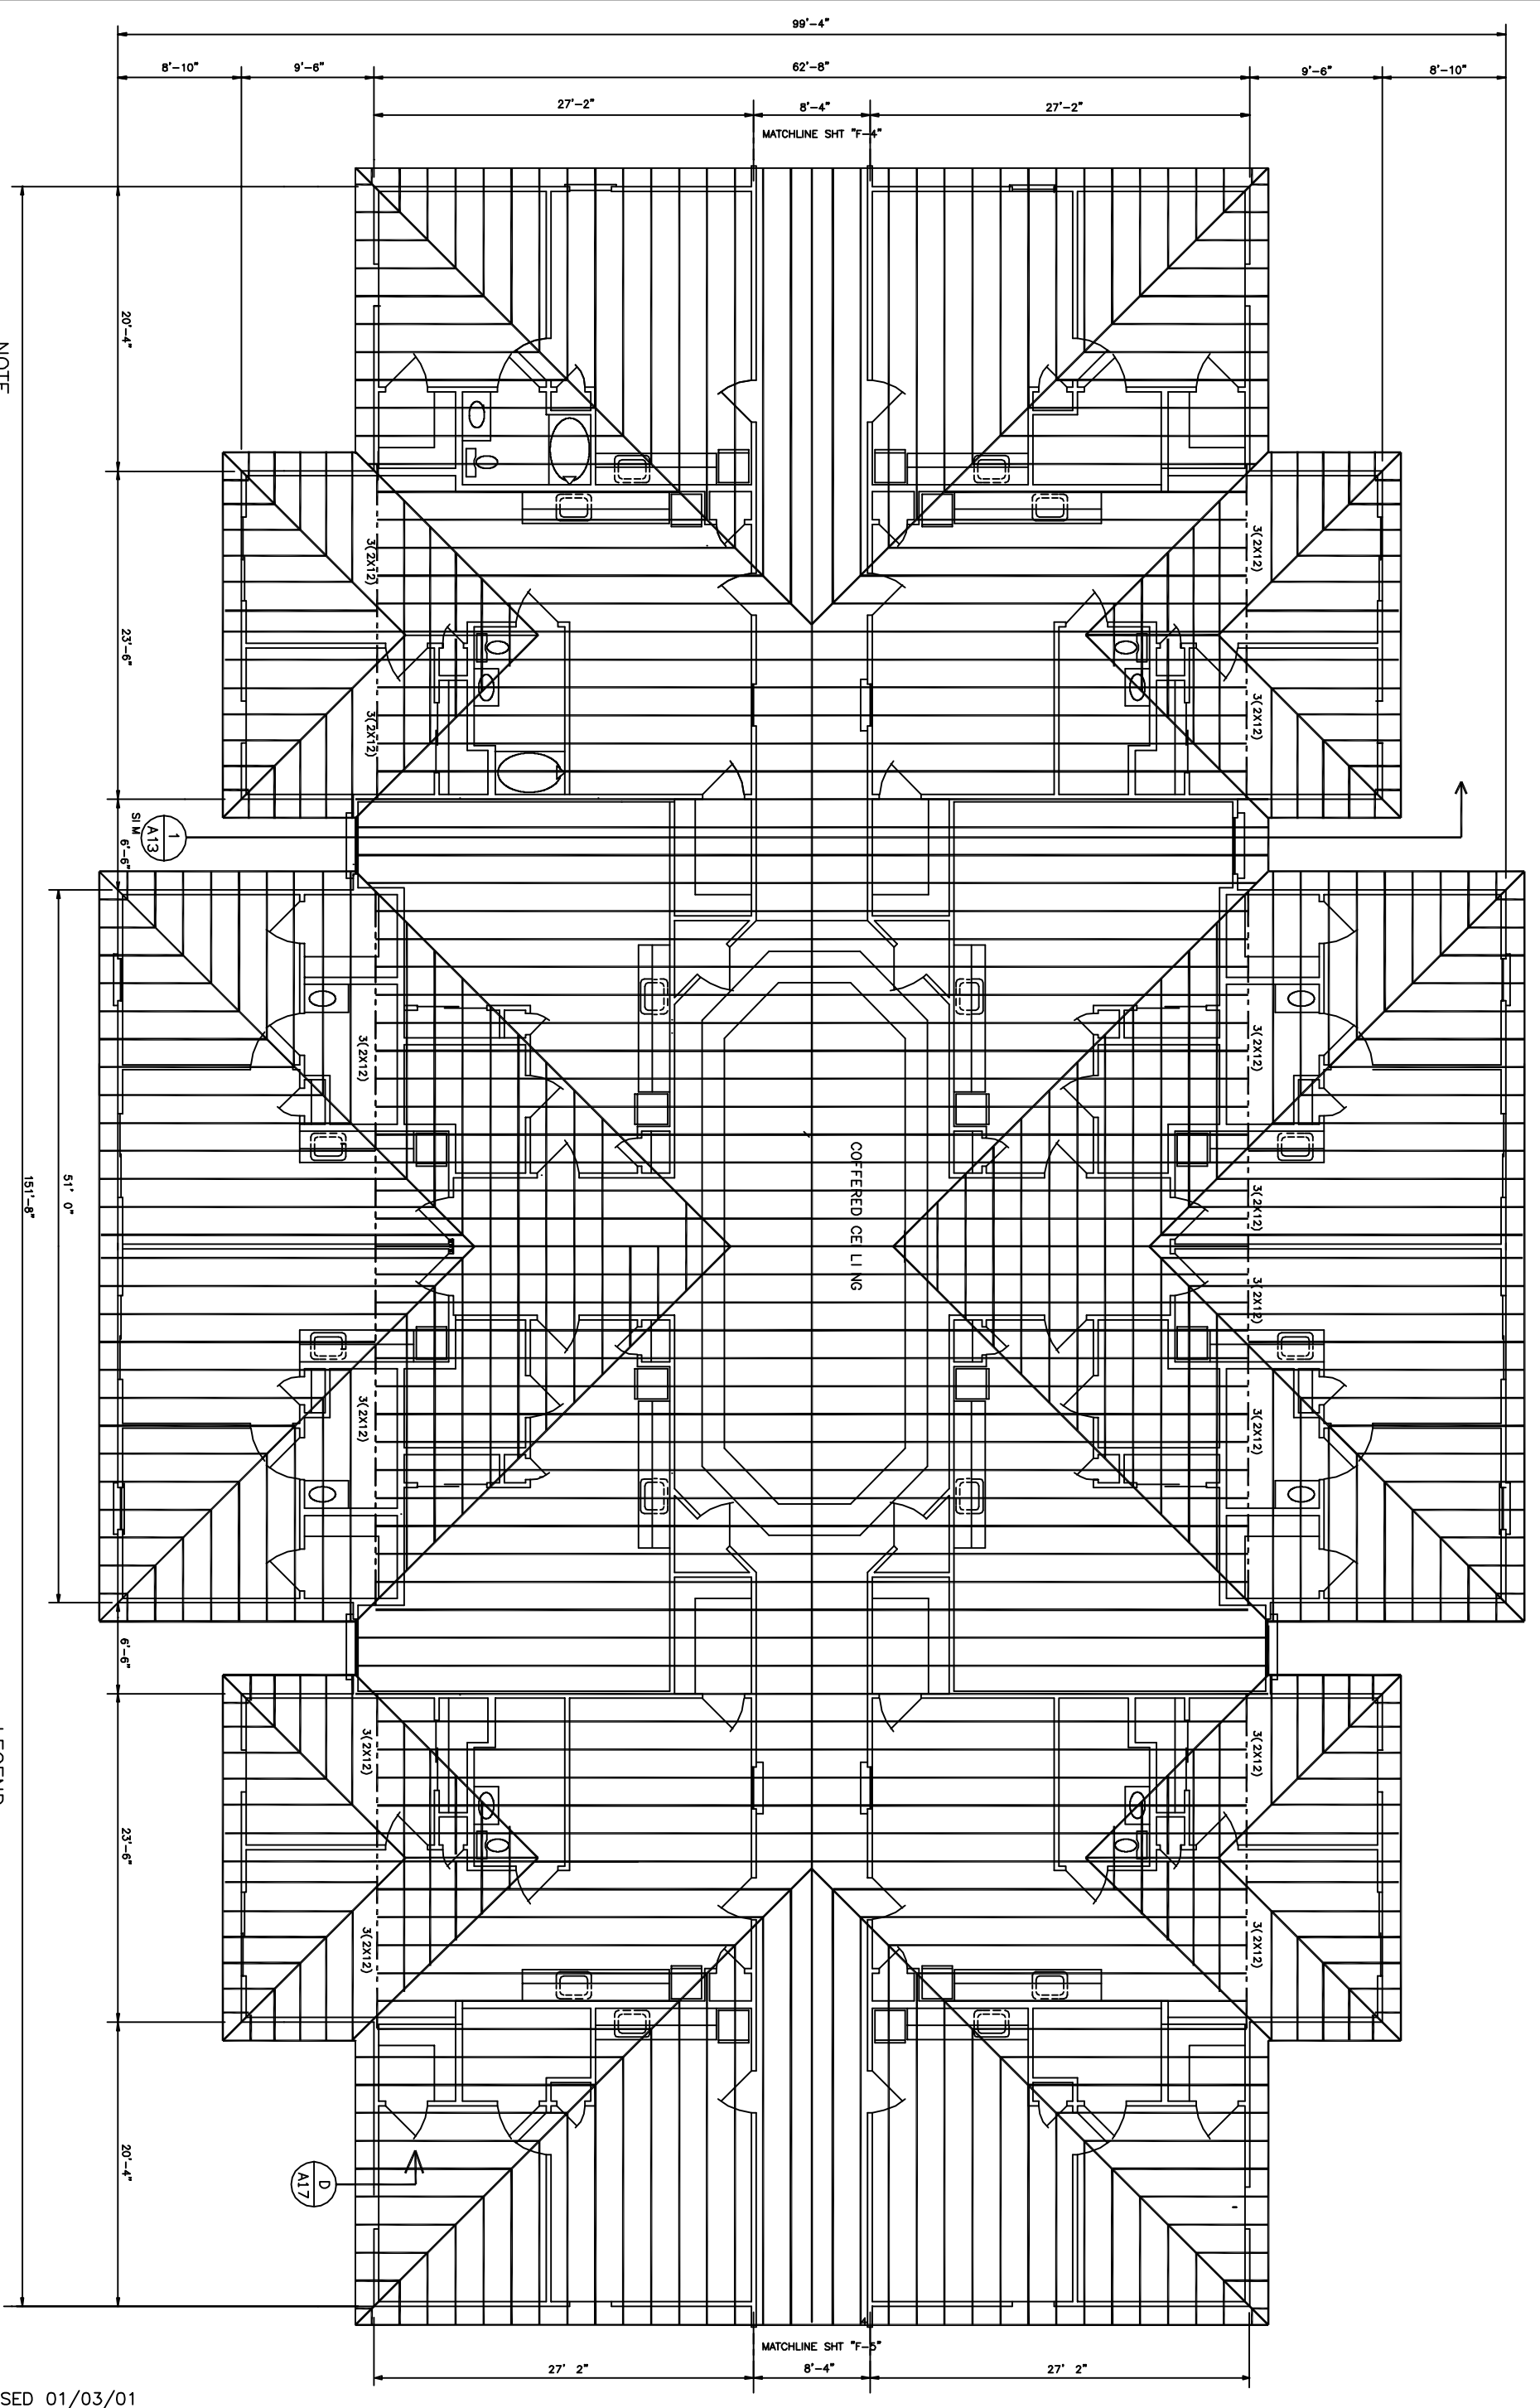 99'-4"
8'-10"
9'-6"
62'-8"
9'-6"
8'-10"
27'-2"
8'-4"
27'-2"
MATCHLINE SHT "F-4"
20'-4"
NOTE
3(2X12)
3(2X12)
23'-6"
3(2X12)
3(2X12)
SIM
1
A13
6'-6"
3(2X12)
3(2X12)
COFFERED CEILING
51' 0"
151'-8"
3(2X12)
3(2X12)
3(2X12)
3(2X12)
6'-6"
3(2X12)
3(2X12)
23'-6"
3(2X12)
3(2X12)
20'-4"
D
A17
4
MATCHLINE SHT "F-5"
27' 2"
8'-4"
27' 2"
SED 01/03/01